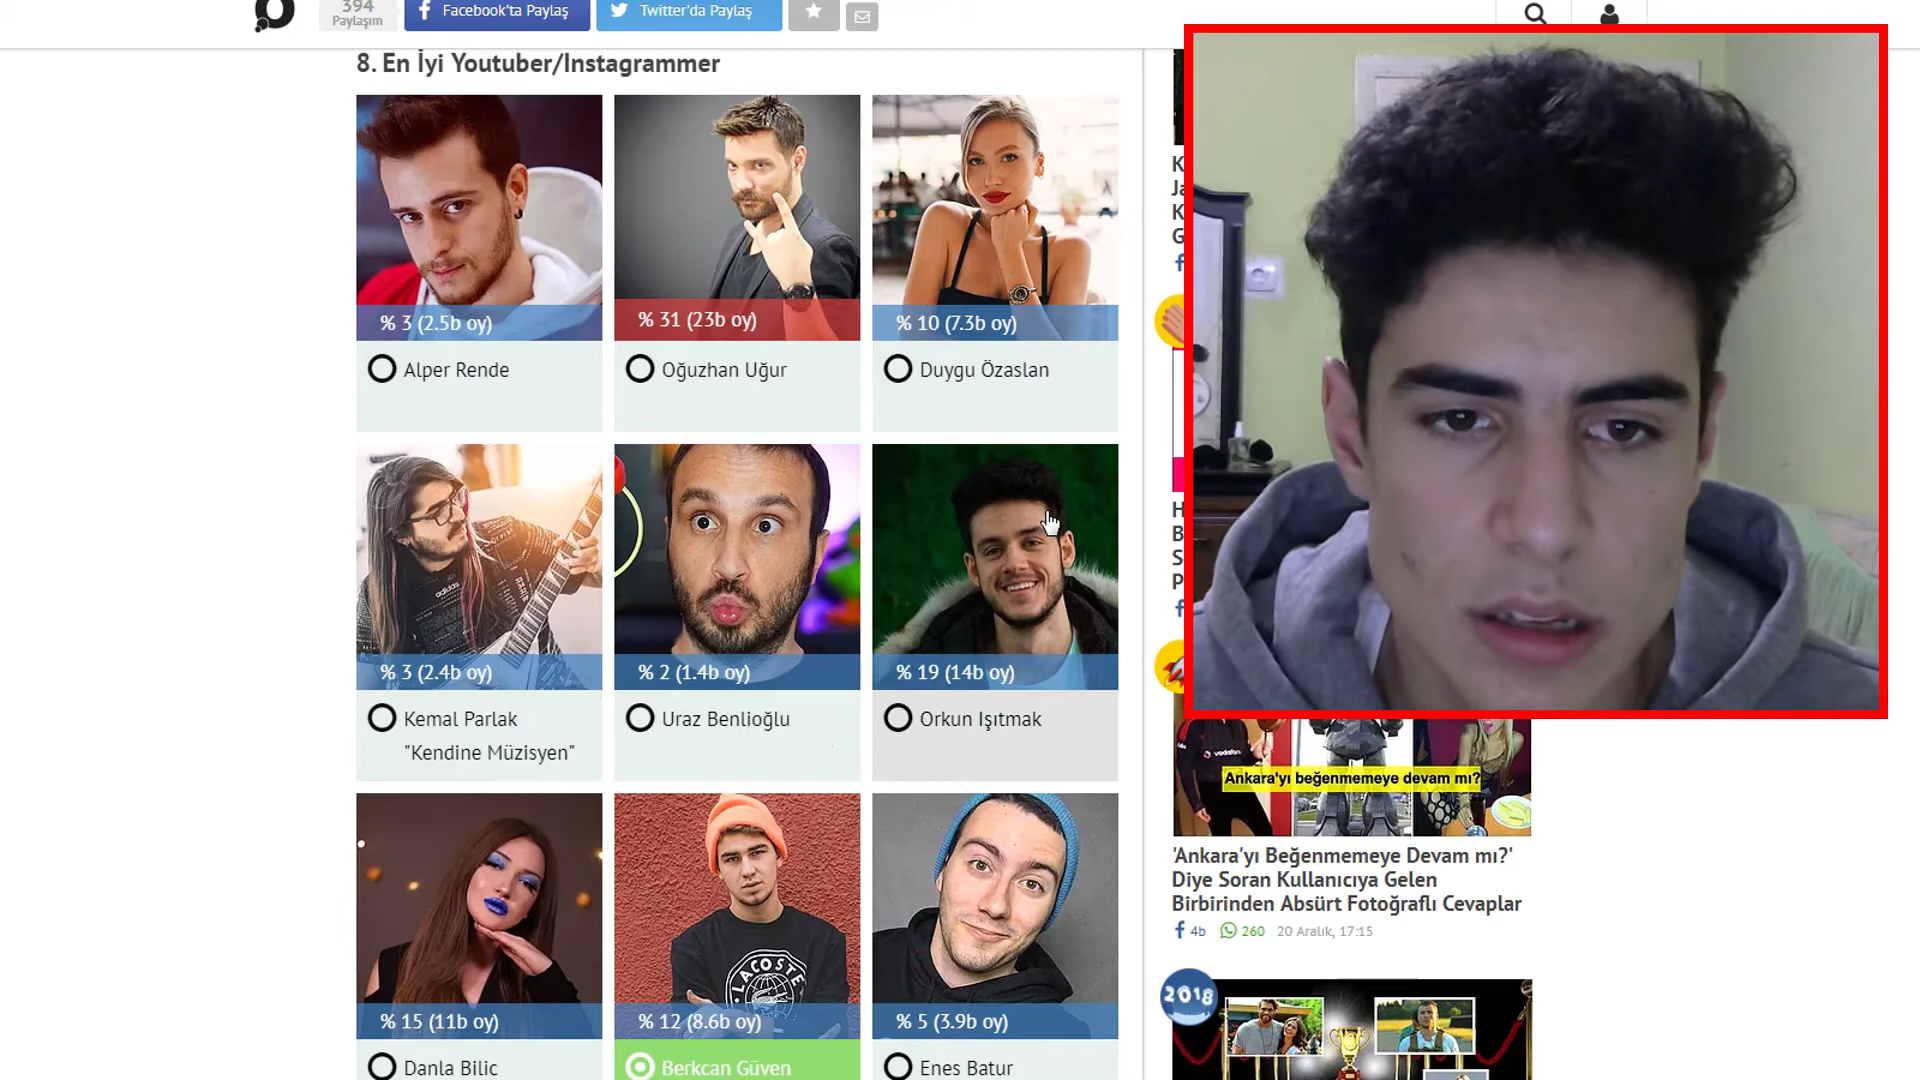 394
Paylaşım
Facebook'ta Paylaş
Twitter'da Paylaş
8. En İyi Youtuber/Instagrammer
% 3 (2.5b oy)
% 31 (23b oy)
% 10 (7.3b oy)
Alper Rende
Oğuzhan Uğur
Duygu Özaslan
adidas
% 3 (2.4b oy)
% 2 (1.4b oy)
% 19 (14b oy)
Kemal Parlak
"Kendine Müzisyen"
Uraz Benlioğlu
Orkun Işıtmak
LACOSTE
% 15 (11b oy)
% 12 (8.6b oy)
% 5 (3.9b oy)
Danla Bilic
Berkcan Güven
Enes Batur
K
Ja
K
G
H
B
S
P
vodafone
Ankara'yı beğenmemeye devam mı?
'Ankara'yı Beğenmemeye Devam mı?'
Diye Soran Kullanıcıya Gelen
Birbirinden Absürt Fotoğraflı Cevaplar
4b 260 20 Aralık, 17:15
2018